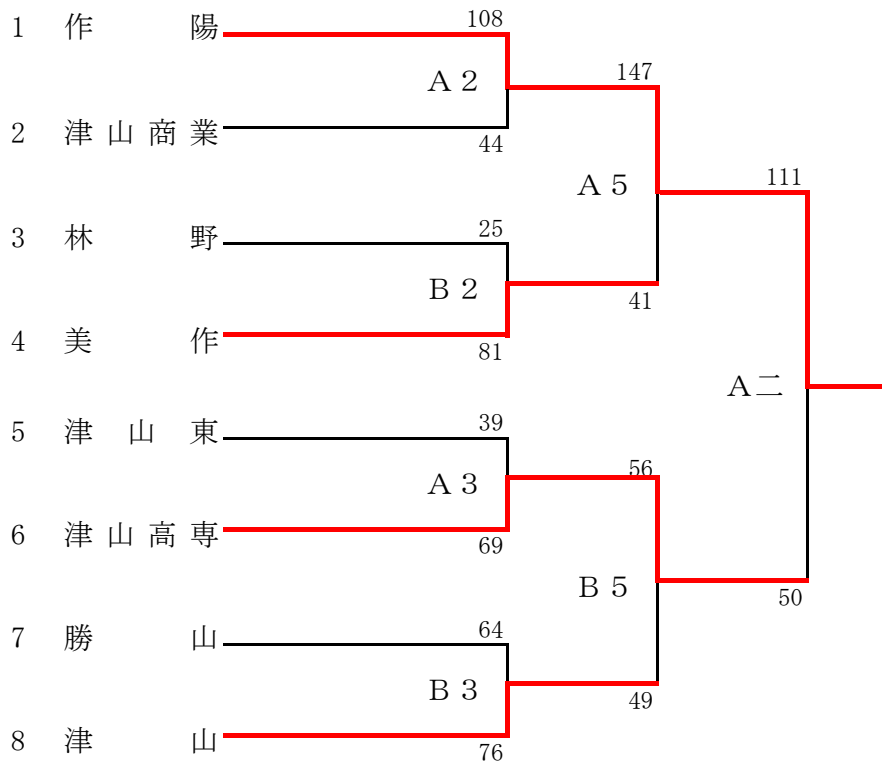 1 作陽 108
A 2 147
2 津山商業 44
A 5 111
3 林野 25
B 2 41
4 美作 81
A二
5 津山東 39
A 3 56
6 津山高専 69
B 5 50
7 勝山 64
B 3 49
8 津山 76